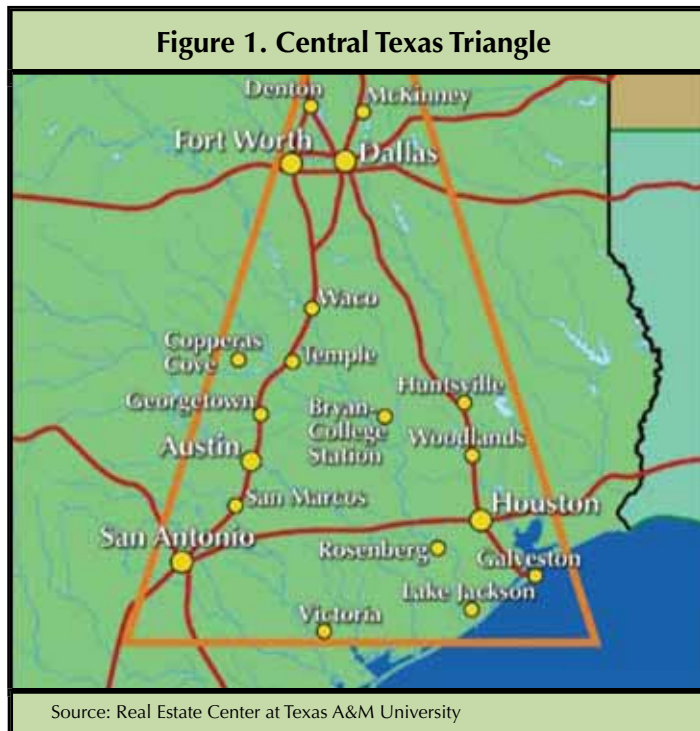 Figure 1. Central Texas Triangle
Denton
McKinney
Fort Worth
Dallas
Waco
Copperas
Cove
Temple
Huntsville
Georgetown
Bryan-
College
Station
Woodlands
Austin
San Marcos
Houston
San Antonio
Rosenberg
Galveston
Lake Jackson
Victoria
Source: Real Estate Center at Texas A&M University